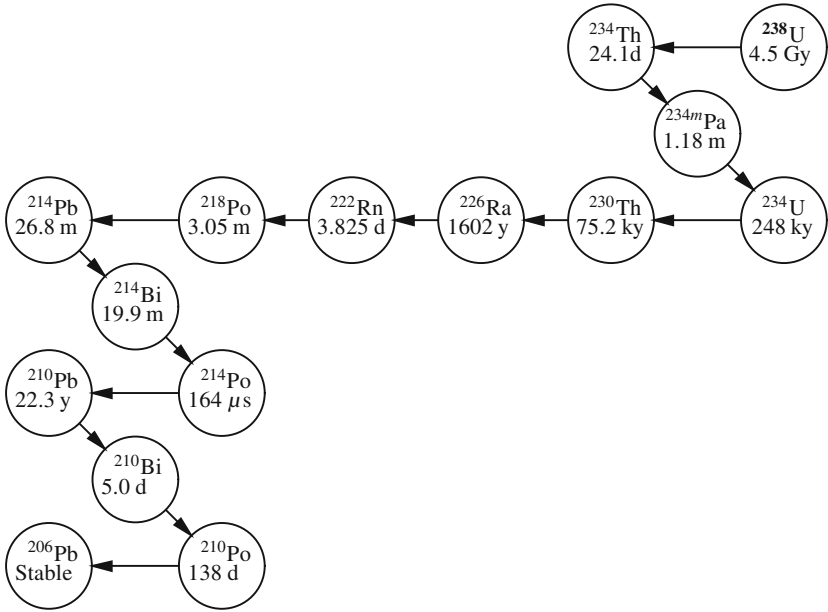 ²³⁴Th
24.1d
²³⁸U
4.5 Gy
²³⁴ᵐPa
1.18 m
²¹⁴Pb
26.8 m
²¹⁸Po
3.05 m
²²²Rn
3.825 d
²²⁶Ra
1602 y
²³⁰Th
75.2 ky
²³⁴U
248 ky
²¹⁴Bi
19.9 m
²¹⁰Pb
22.3 y
²¹⁴Po
164 μs
²¹⁰Bi
5.0 d
²⁰⁶Pb
Stable
²¹⁰Po
138 d